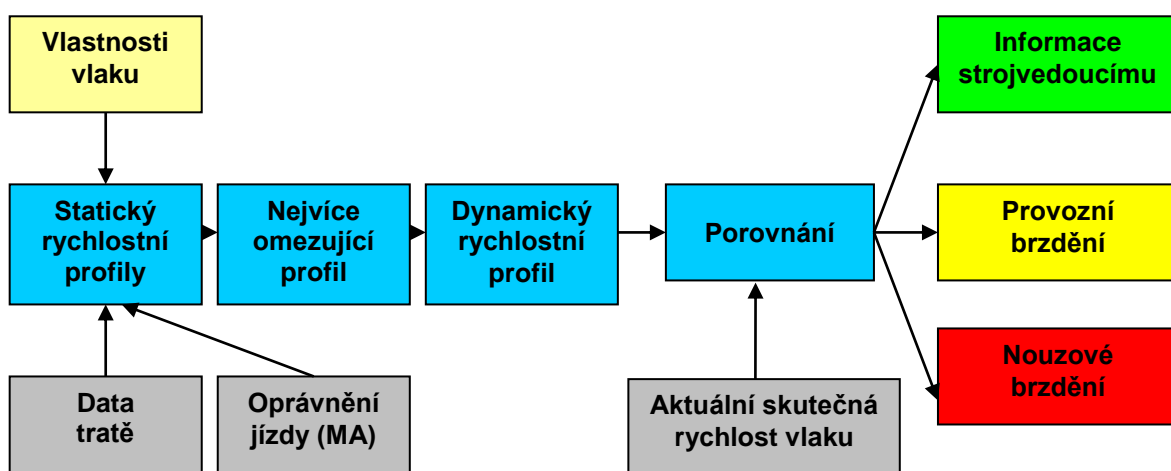 Vlastnosti
vlaku
Informace
strojvedoucímu
Statický
rychlostní
profily
Nejvíce
omezující
profil
Dynamický
rychlostní
profil
Porovnání
Provozní
brzdění
Data
tratě
Oprávnění
jízdy (MA)
Aktuální skutečná
rychlost vlaku
Nouzové
brzdění